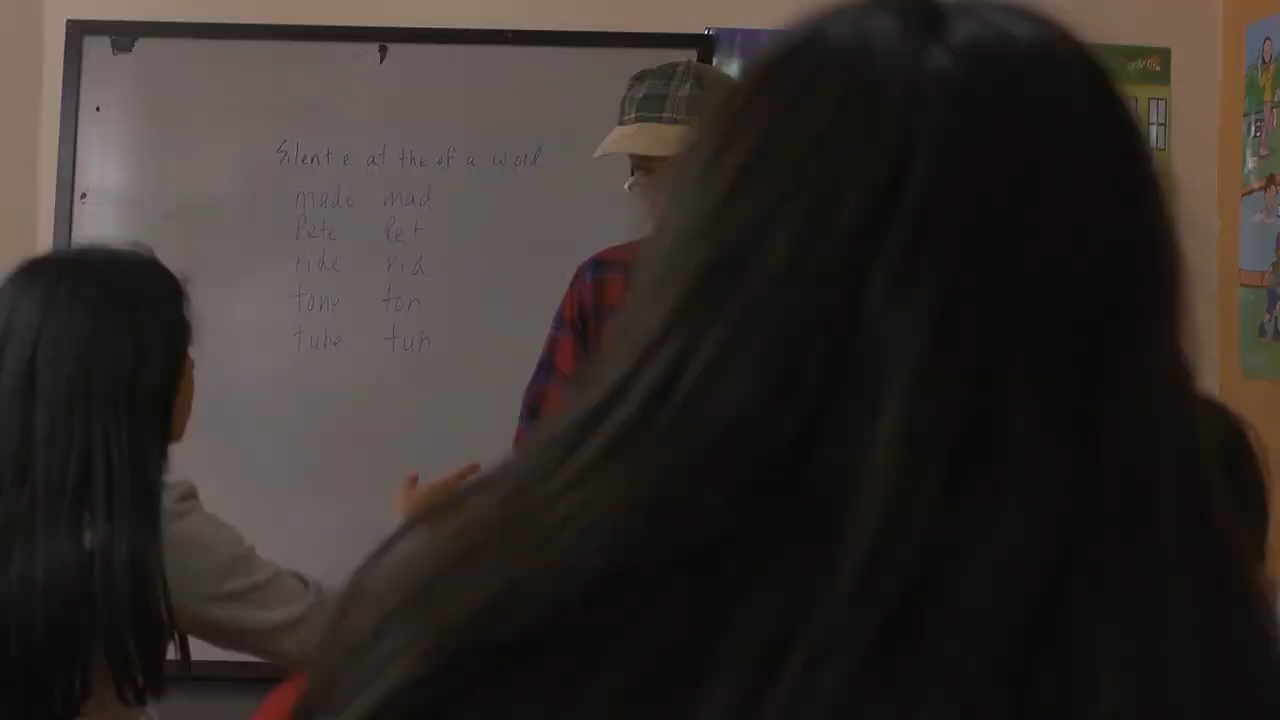 Silent e at the of a word
made mad
Pete Pet
ride rid
tone ton
tube tub